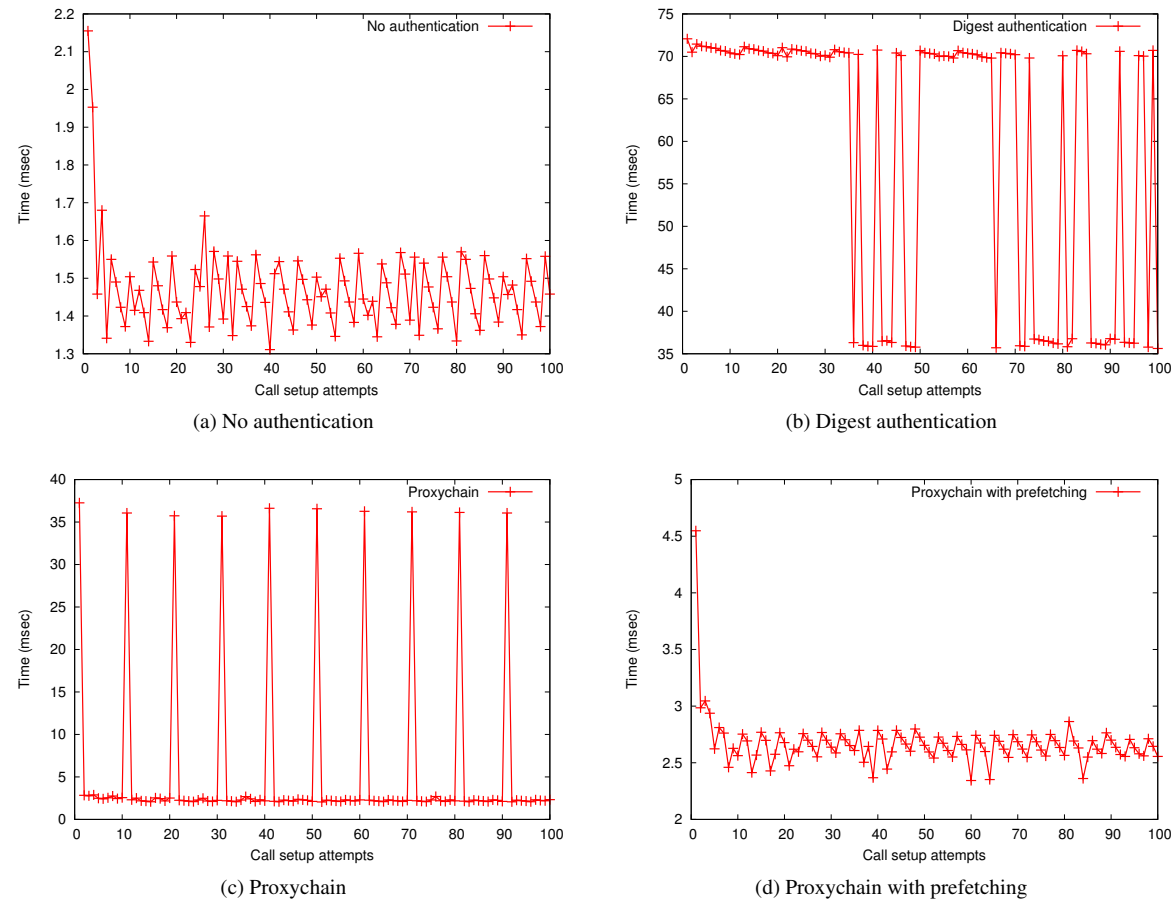 No authentication
2.2
2.1
2
1.9
1.8
1.7
1.6
1.5
1.4
1.3
Time (msec)
0 10 20 30 40 50 60 70 80 90 100
Call setup attempts
(a) No authentication
Digest authentication
75
70
65
60
55
50
45
40
35
Time (msec)
0 10 20 30 40 50 60 70 80 90 100
Call setup attempts
(b) Digest authentication
Proxychain
40
35
30
25
20
15
10
5
0
Time (msec)
0 10 20 30 40 50 60 70 80 90 100
Call setup attempts
(c) Proxychain
Proxychain with prefetching
5
4.5
4
3.5
3
2.5
2
Time (msec)
0 10 20 30 40 50 60 70 80 90 100
Call setup attempts
(d) Proxychain with prefetching